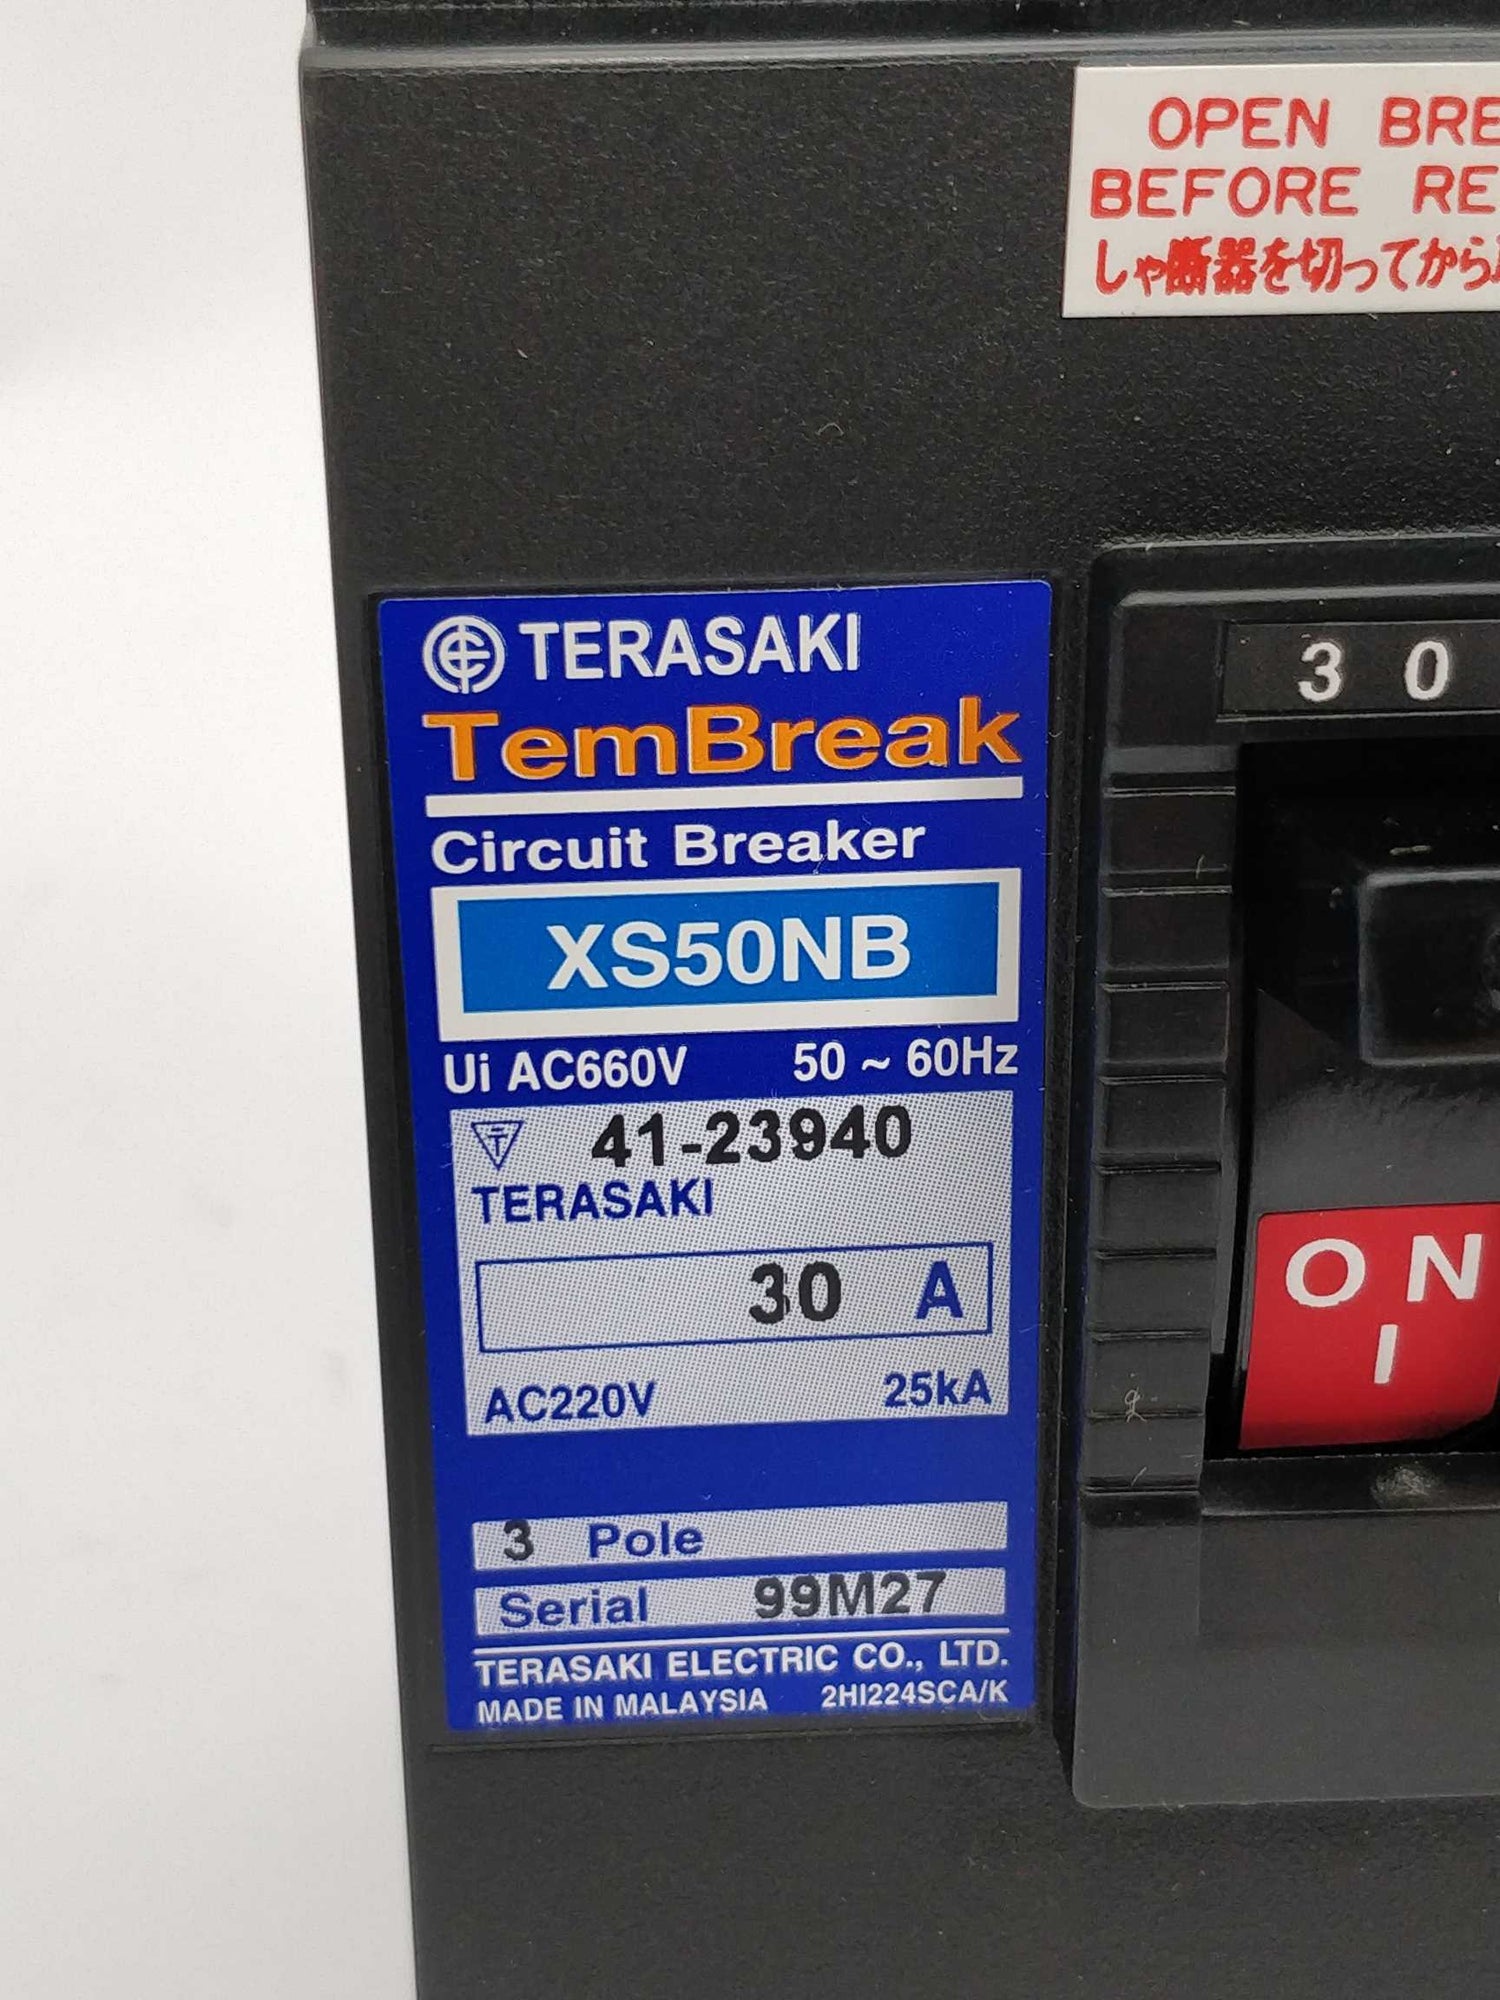 OPEN BRE
BEFORE RE
しゃ断器を切ってから
TERASAKI
TemBreak
Circuit Breaker
XS50NB
Ui AC660V 50 ~ 60Hz
41-23940
TERASAKI
30 A
AC220V 25kA
3 Pole
Serial 99M27
TERASAKI ELECTRIC CO., LTD.
MADE IN MALAYSIA 2HI224SCA/K
30
ON
I